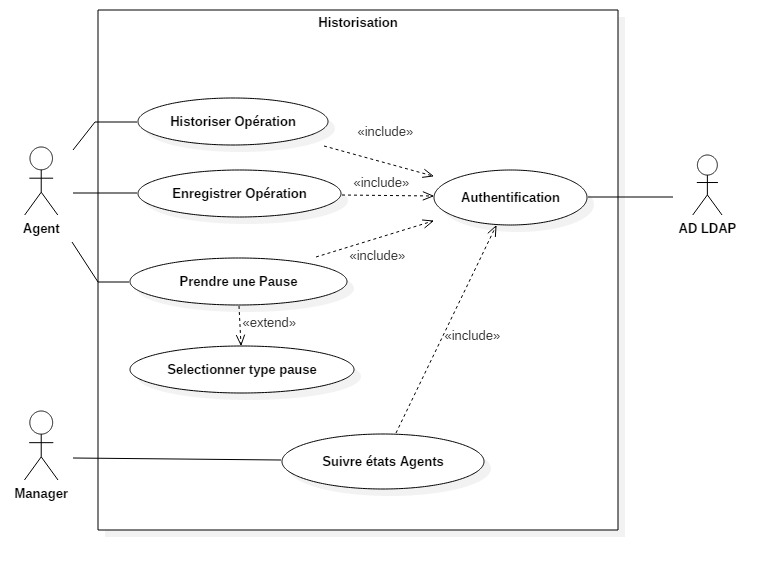 Historisation
Historiser Opération
«include»
Enregistrer Opération
«include»
Authentification
Agent
AD LDAP
«include»
Prendre une Pause
«extend»
«include»
Selectionner type pause
Suivre états Agents
Manager